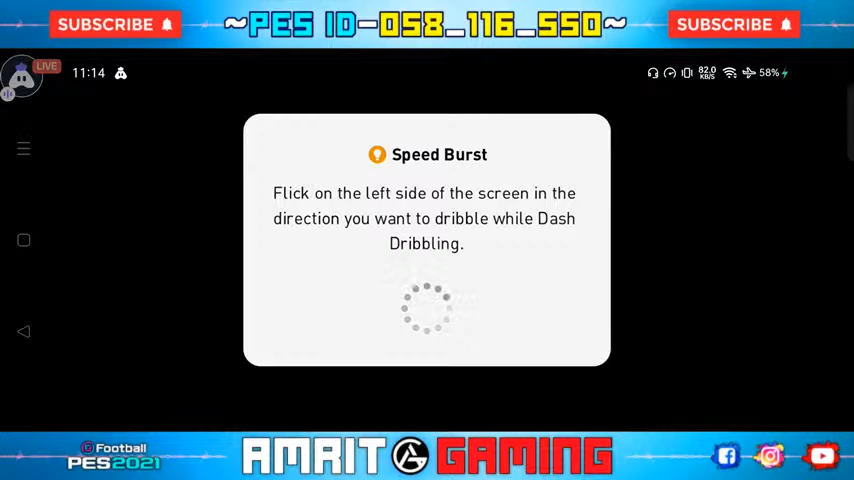 SUBSCRIBE
~PES ID-058_116_550~
SUBSCRIBE
LIVE
11:14
82.0
KB/S
58%
Speed Burst
Flick on the left side of the screen in the
direction you want to dribble while Dash
Dribbling.
eFootball
PES2021
AMRIT GAMING